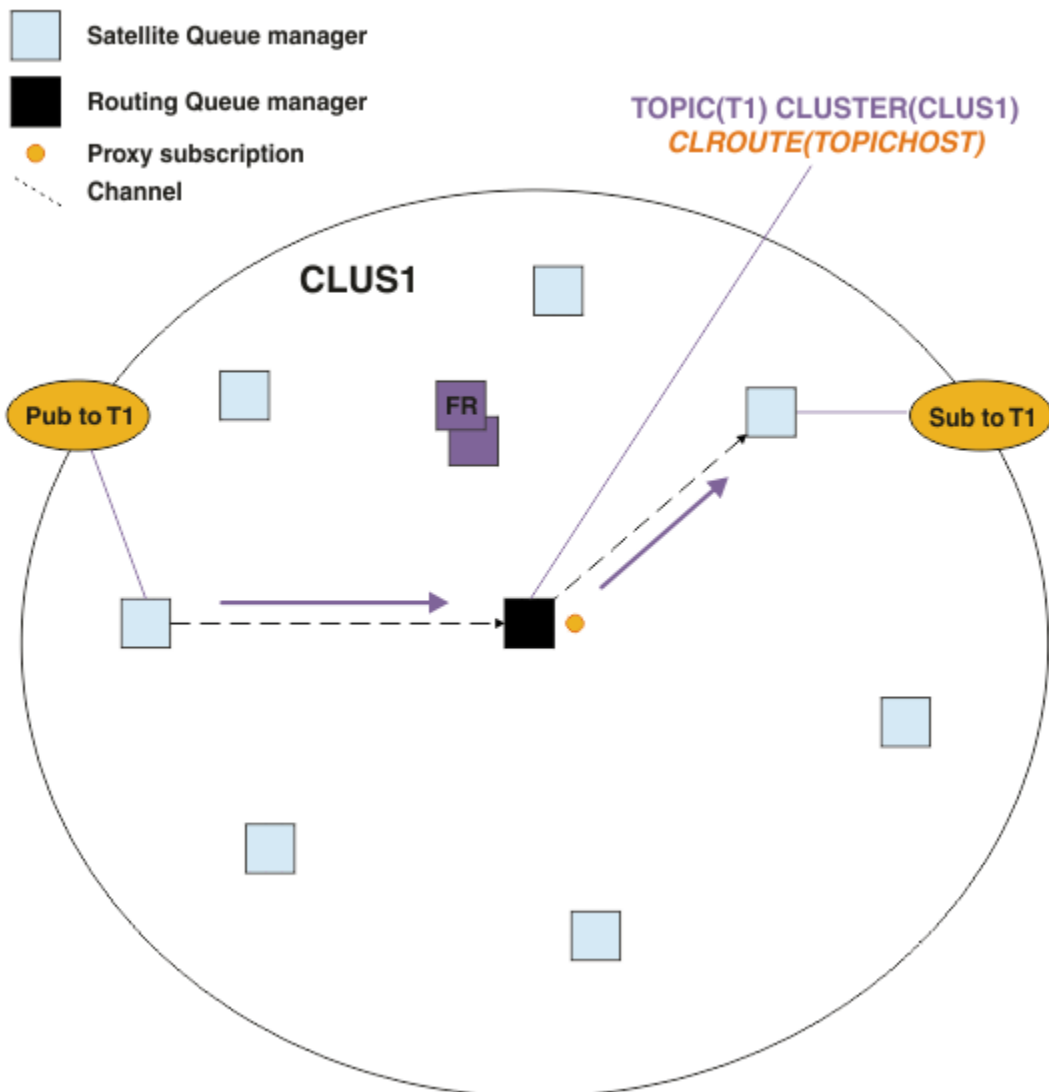 Satellite Queue manager
Routing Queue manager
Proxy subscription
Channel
TOPIC(T1) CLUSTER(CLUS1)
CLROUTE(TOPICHOST)
CLUS1
FR
Pub to T1
Sub to T1